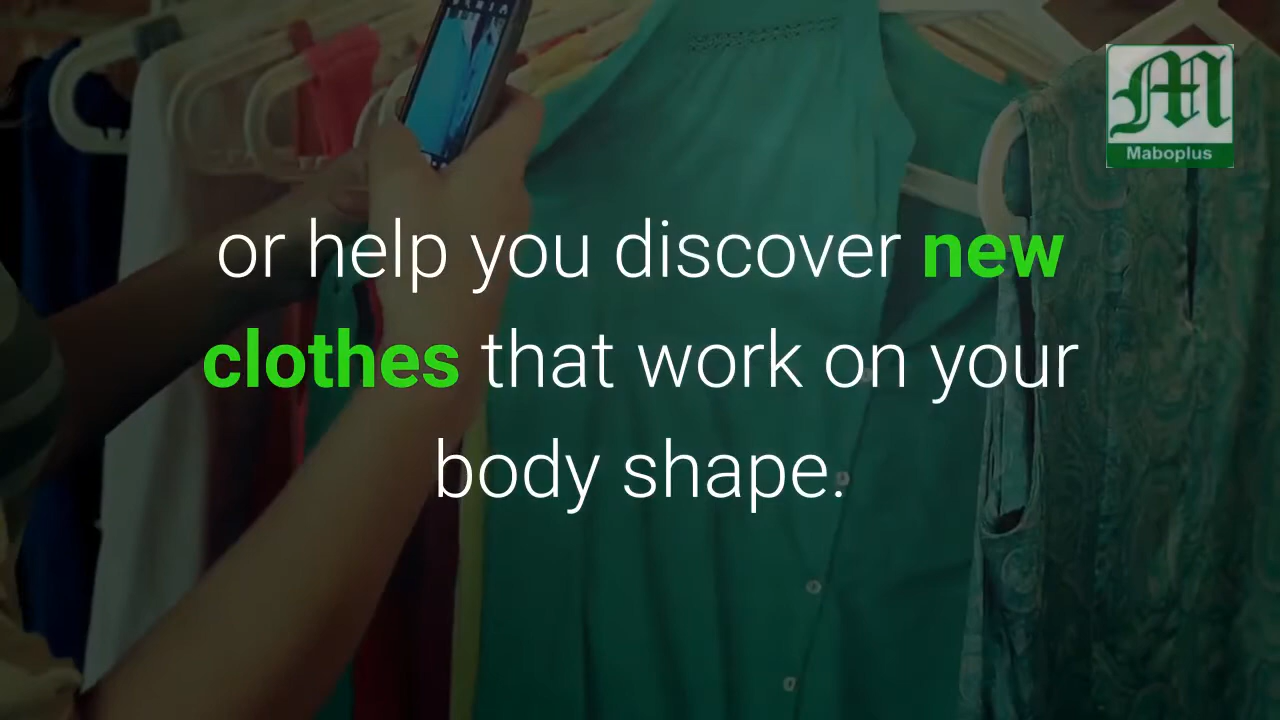 M
Maboplus
or help you discover new
clothes that work on your
body shape.